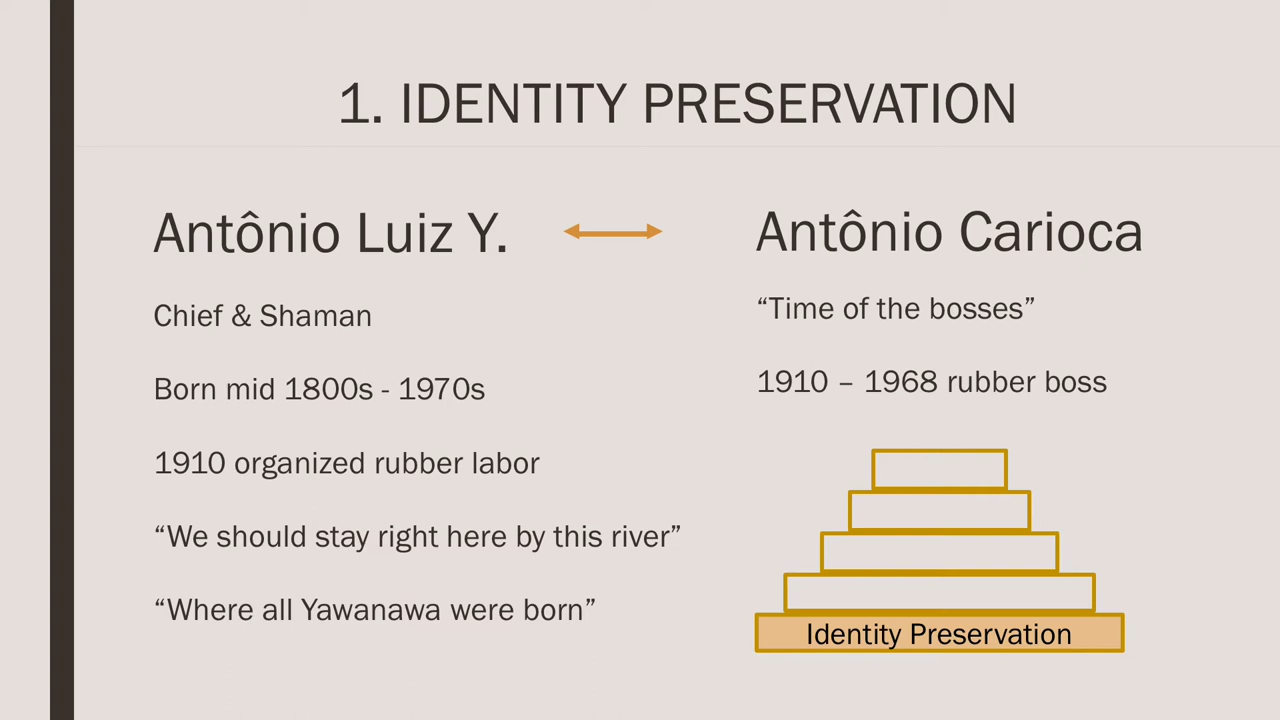 1. IDENTITY PRESERVATION
Antônio Luiz Y.
Chief & Shaman
Born mid 1800s - 1970s
1910 organized rubber labor
“We should stay right here by this river”
“Where all Yawanawa were born”
Antônio Carioca
“Time of the bosses”
1910 – 1968 rubber boss
Identity Preservation